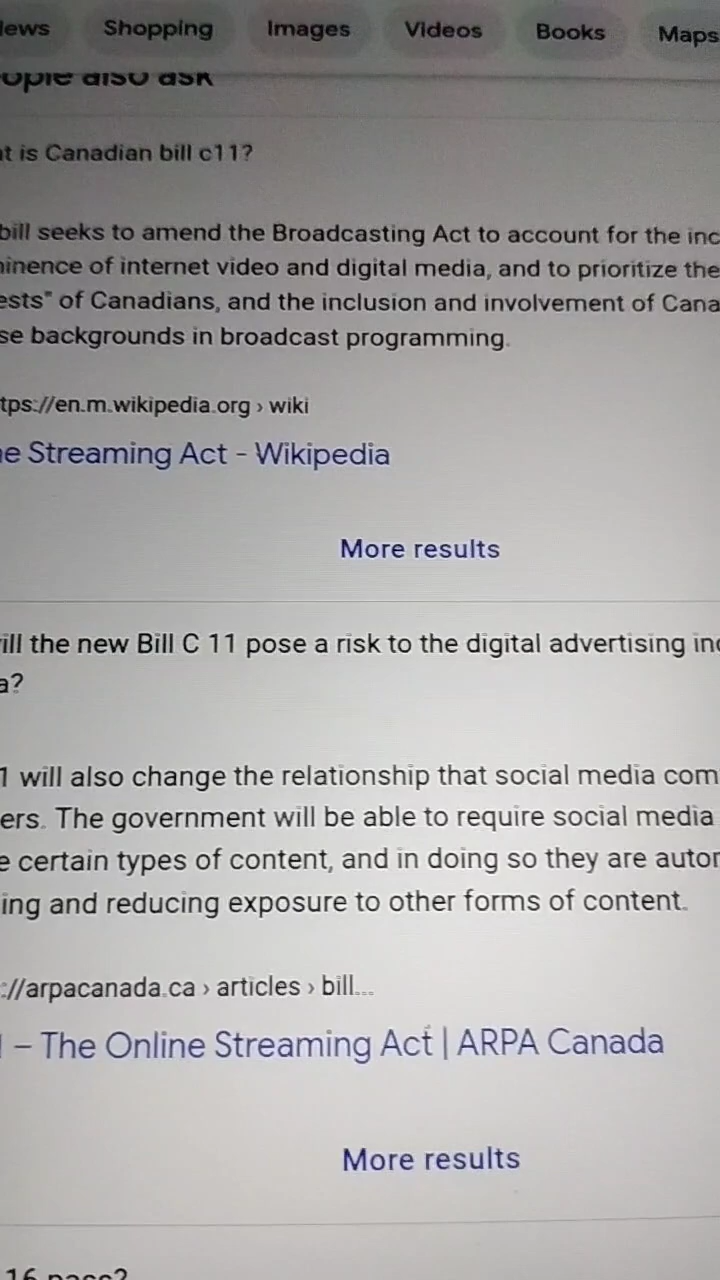 Shopping Images Videos Books Maps
ople also ask
t is Canadian bill c11?
bill seeks to amend the Broadcasting Act to account for the inc
inence of internet video and digital media, and to prioritize the
ests" of Canadians, and the inclusion and involvement of Cana
se backgrounds in broadcast programming.
tps://en.m.wikipedia.org › wiki
e Streaming Act - Wikipedia
More results
ill the new Bill C 11 pose a risk to the digital advertising in
a?
1 will also change the relationship that social media com
ers. The government will be able to require social media
e certain types of content, and in doing so they are autor
ing and reducing exposure to other forms of content.
://arpacanada.ca › articles › bill...
– The Online Streaming Act | ARPA Canada
More results